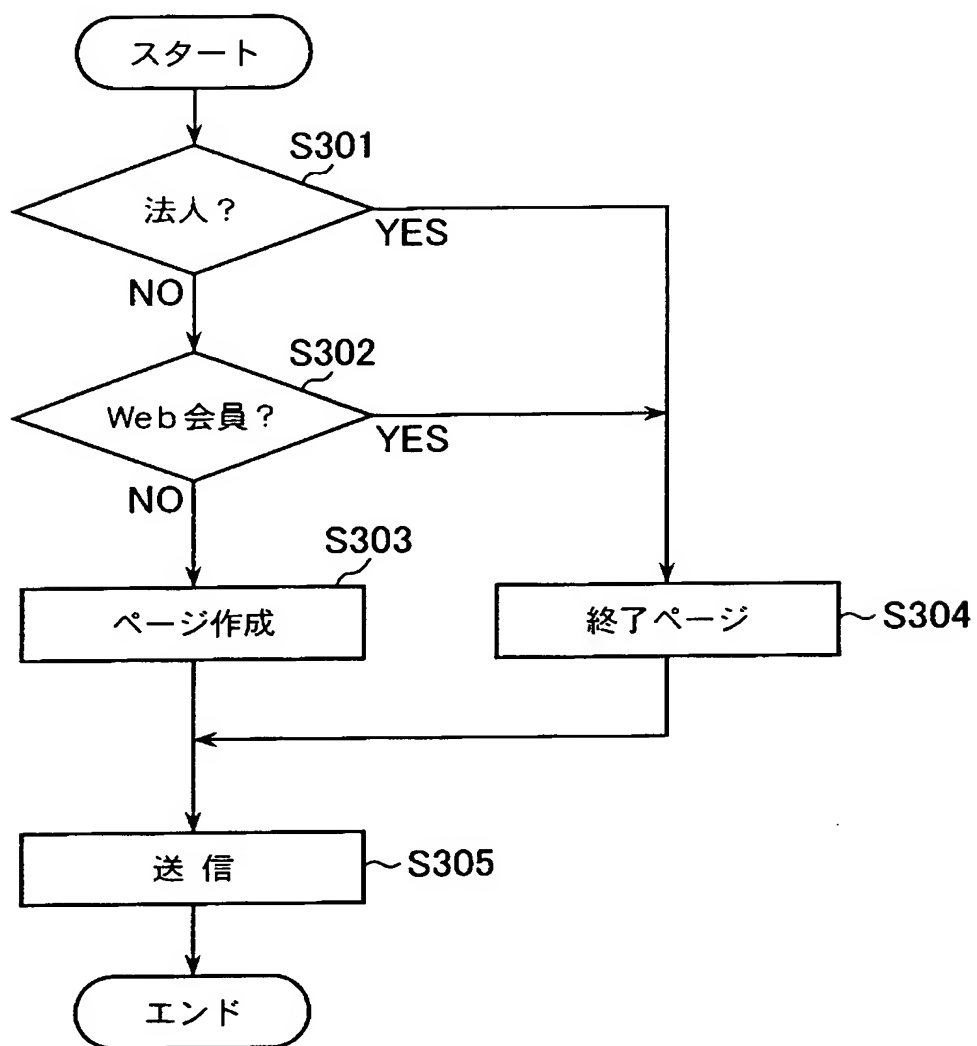 スタート
S301
法人?
YES
NO
S302
Web会員?
YES
NO
S303
ページ作成
終了ページ
S304
送信
S305
エンド